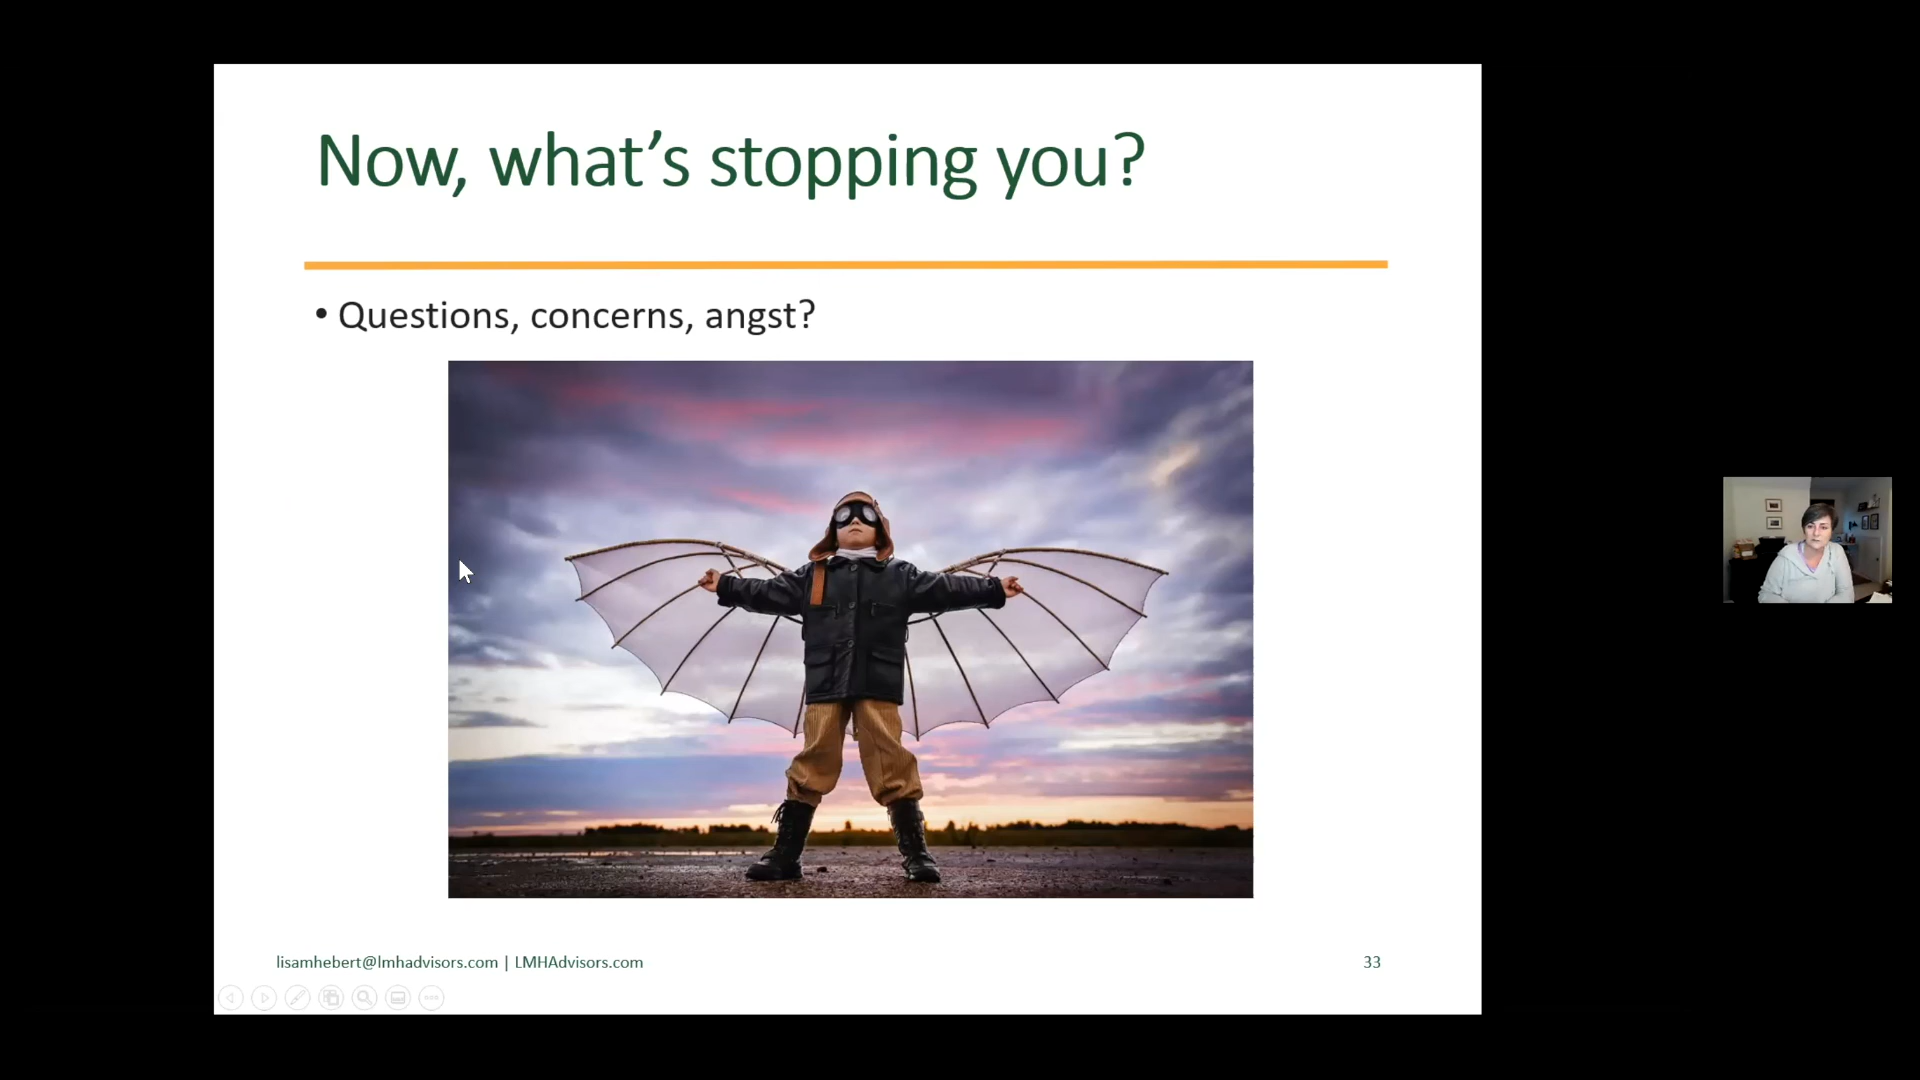 Now, what’s stopping you?
• Questions, concerns, angst?
lisamhebert@lmhadvisors.com | LMHAdvisors.com
33